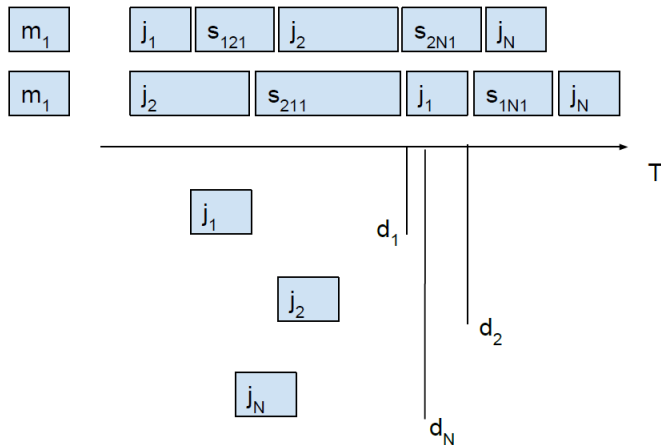 m₁ j₁ s₁₂₁ j₂ s₂N₁ jN
m₁ j₂ s₂₁₁ j₁ s₁N₁ jN
T
j₁
d₁
j₂
d₂
jN
dN